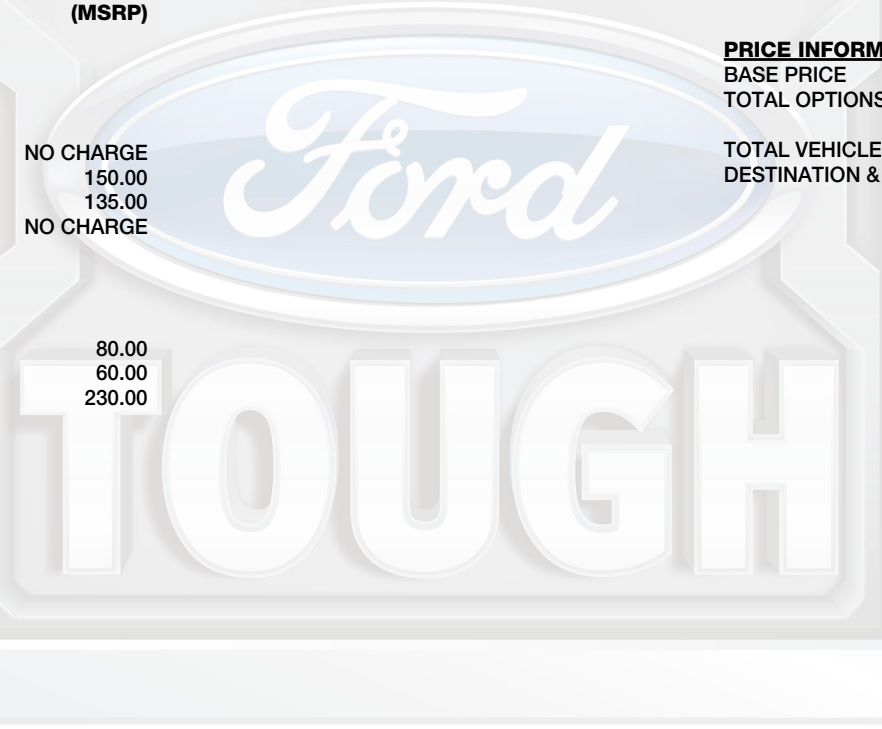 (MSRP)
NO CHARGE
150.00
135.00
NO CHARGE
80.00
60.00
230.00
PRICE INFORM
BASE PRICE
TOTAL OPTIONS
TOTAL VEHICLE
DESTINATION &
Ford
TOUGH